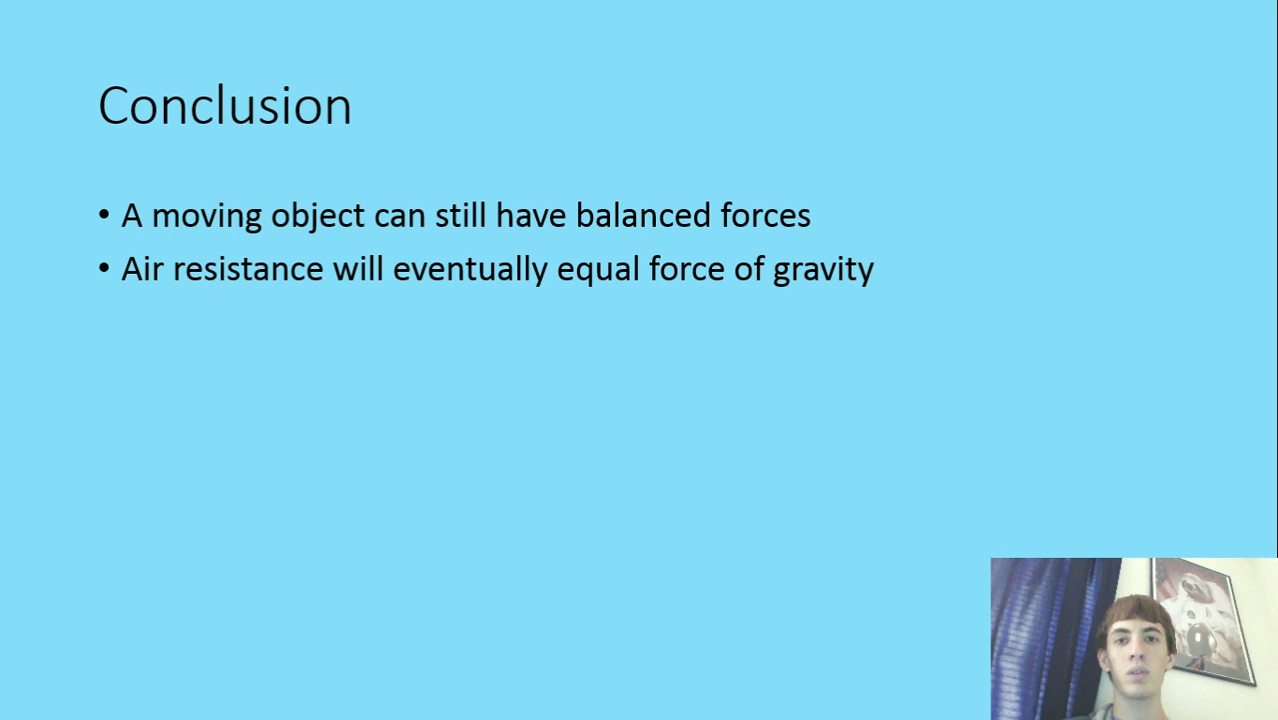 Conclusion
• A moving object can still have balanced forces
• Air resistance will eventually equal force of gravity